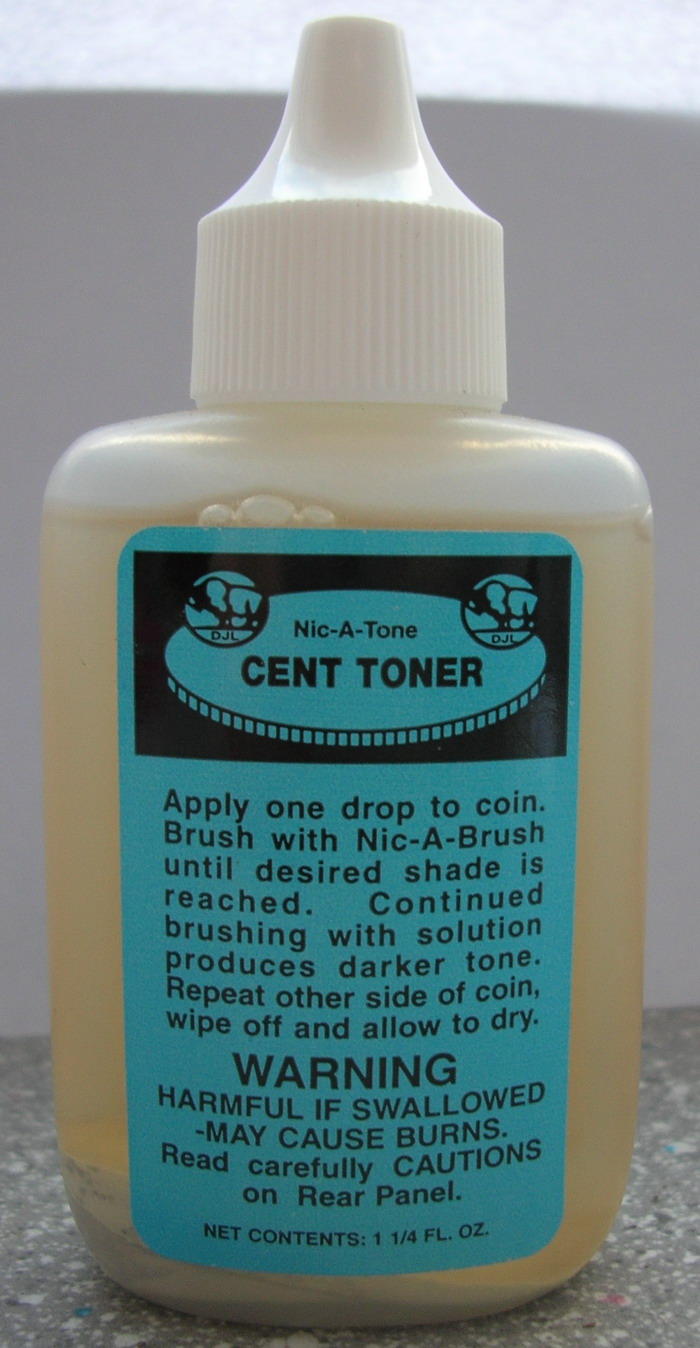 DJL
DJL
Nic-A-Tone
CENT TONER
Apply one drop to coin.
Brush with Nic-A-Brush
until desired shade is
reached. Continued
brushing with solution
produces darker tone.
Repeat other side of coin,
wipe off and allow to dry.
WARNING
HARMFUL IF SWALLOWED
-MAY CAUSE BURNS.
Read carefully CAUTIONS
on Rear Panel.
NET CONTENTS: 1 1/4 FL. OZ.